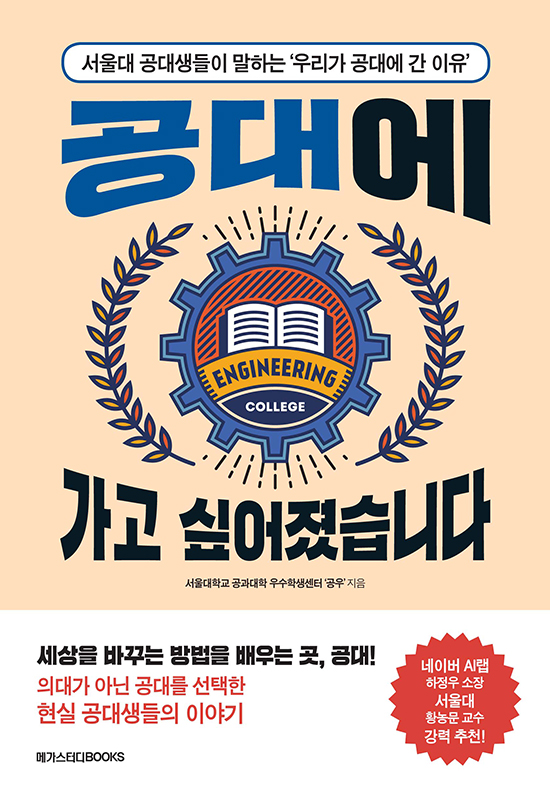 서울대 공대생들이 말하는 ‘우리가 공대에 간 이유’
공대에
ENGINEERING
COLLEGE
가고 싶어졌습니다
서울대학교 공과대학 우수학생센터 ‘공우’ 지음
세상을 바꾸는 방법을 배우는 곳, 공대!
의대가 아닌 공대를 선택한
현실 공대생들의 이야기
네이버 AI랩
하정우 소장
서울대
황농문 교수
강력 추천!
메가스터디BOOKS